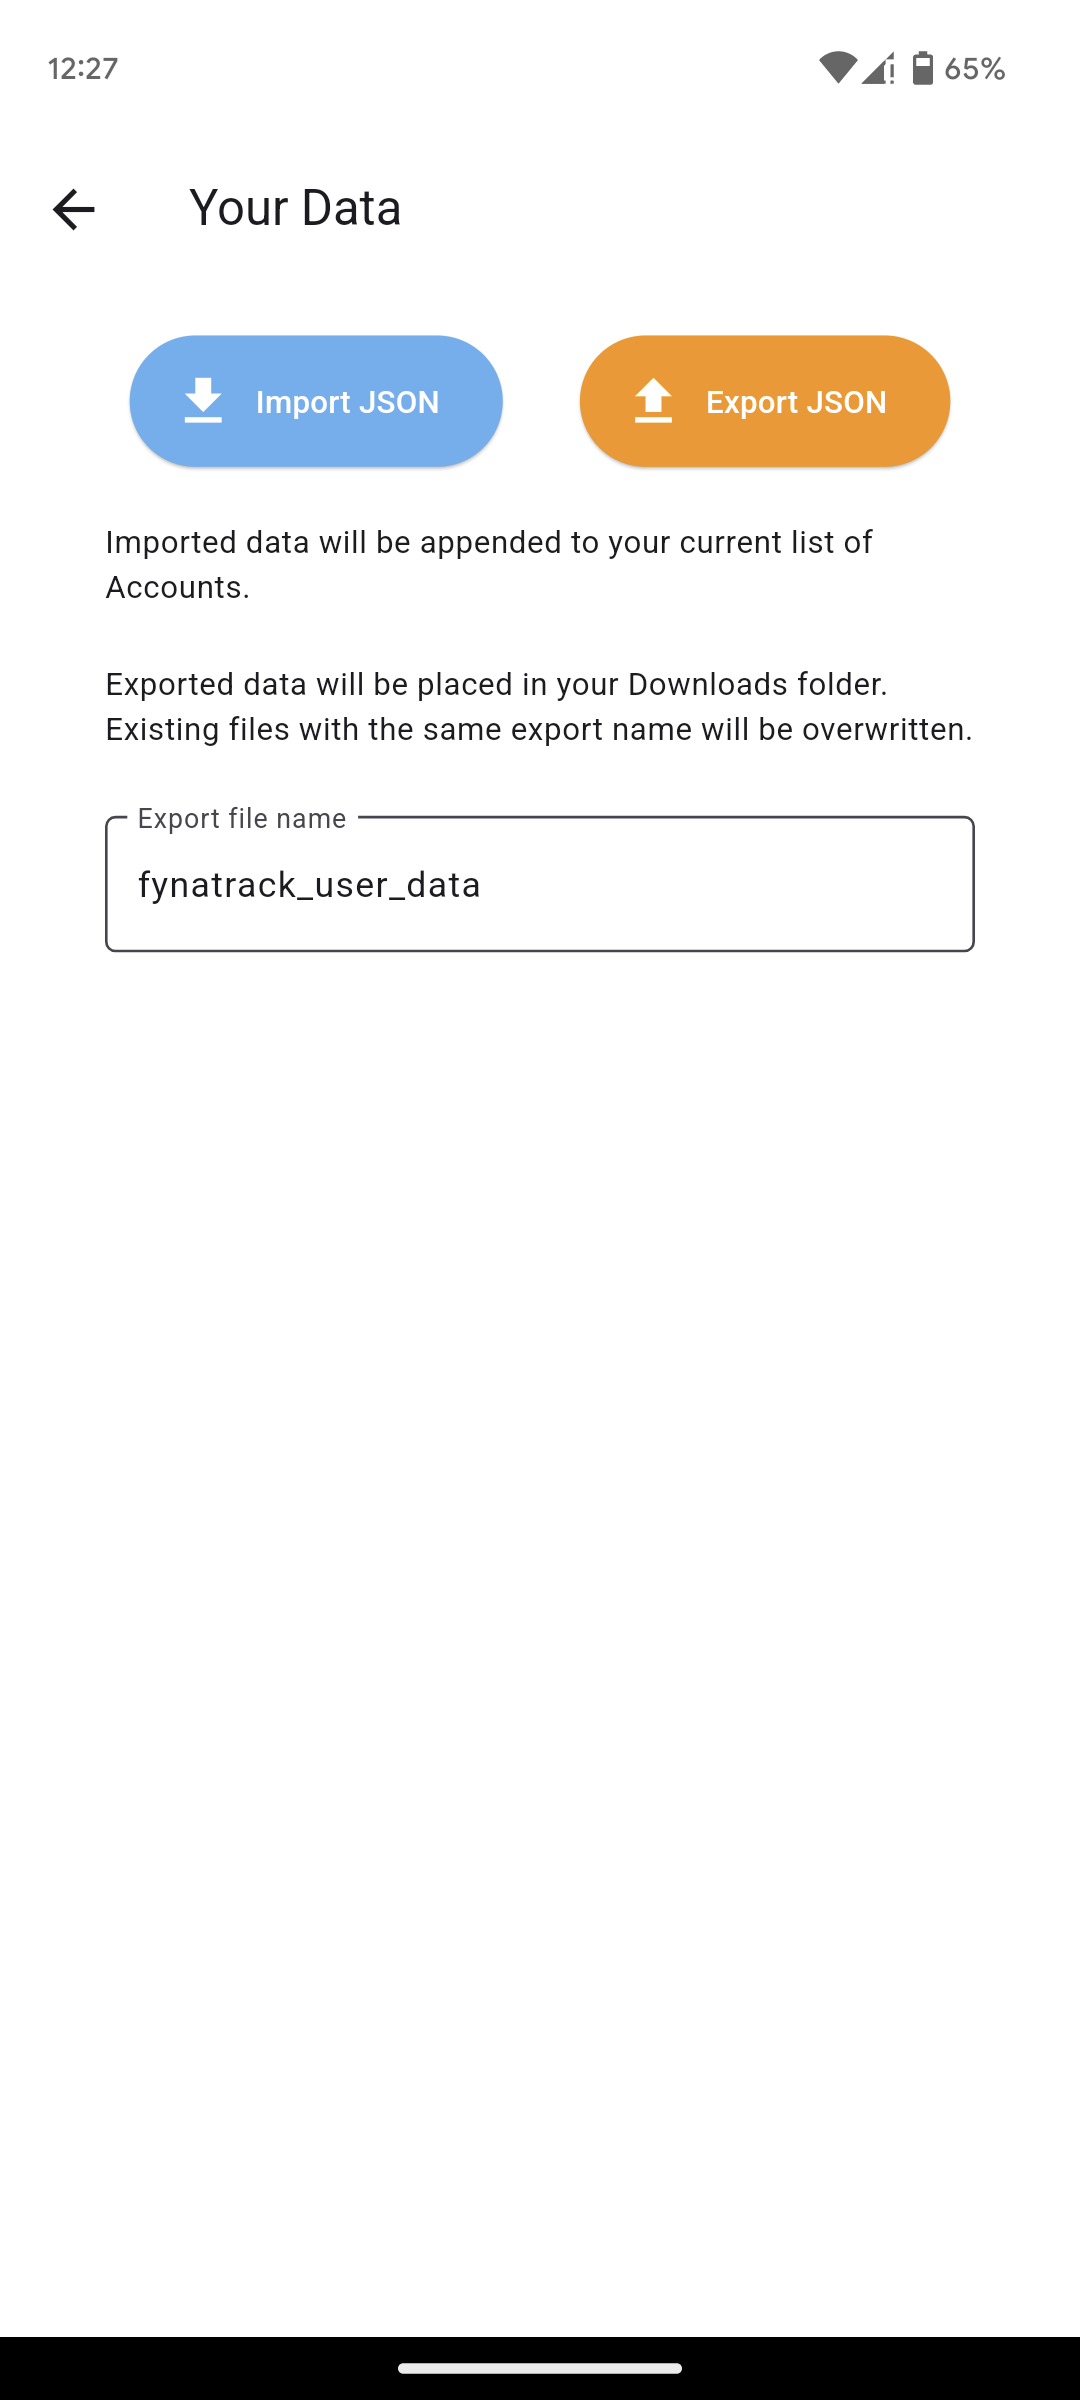 12:27
65%
Your Data
Import JSON
Export JSON
Imported data will be appended to your current list of
Accounts.
Exported data will be placed in your Downloads folder.
Existing files with the same export name will be overwritten.
Export file name
fynatrack_user_data